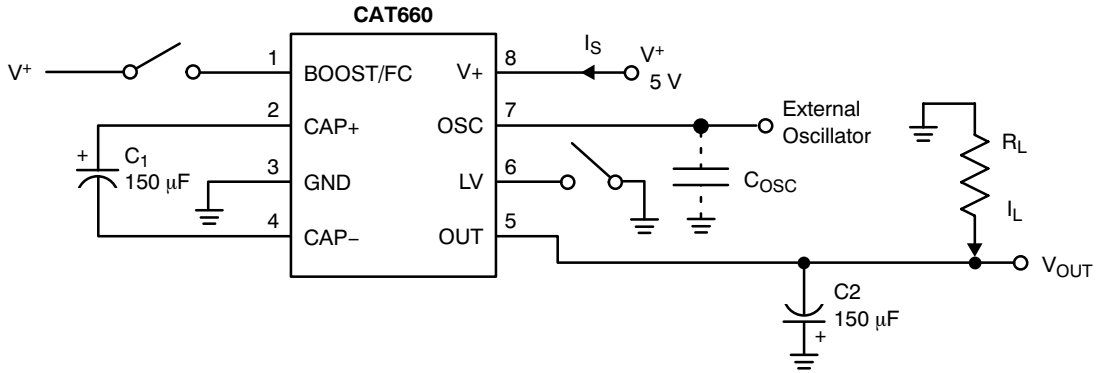 CAT660
V+
1
BOOST/FC
2
CAP+
3
GND
4
CAP−
+
C1
150 µF
V+
8
IS
V+
5 V
OSC
7
External
Oscillator
LV
6
COSC
OUT
5
RL
IL
VOUT
C2
150 µF
+